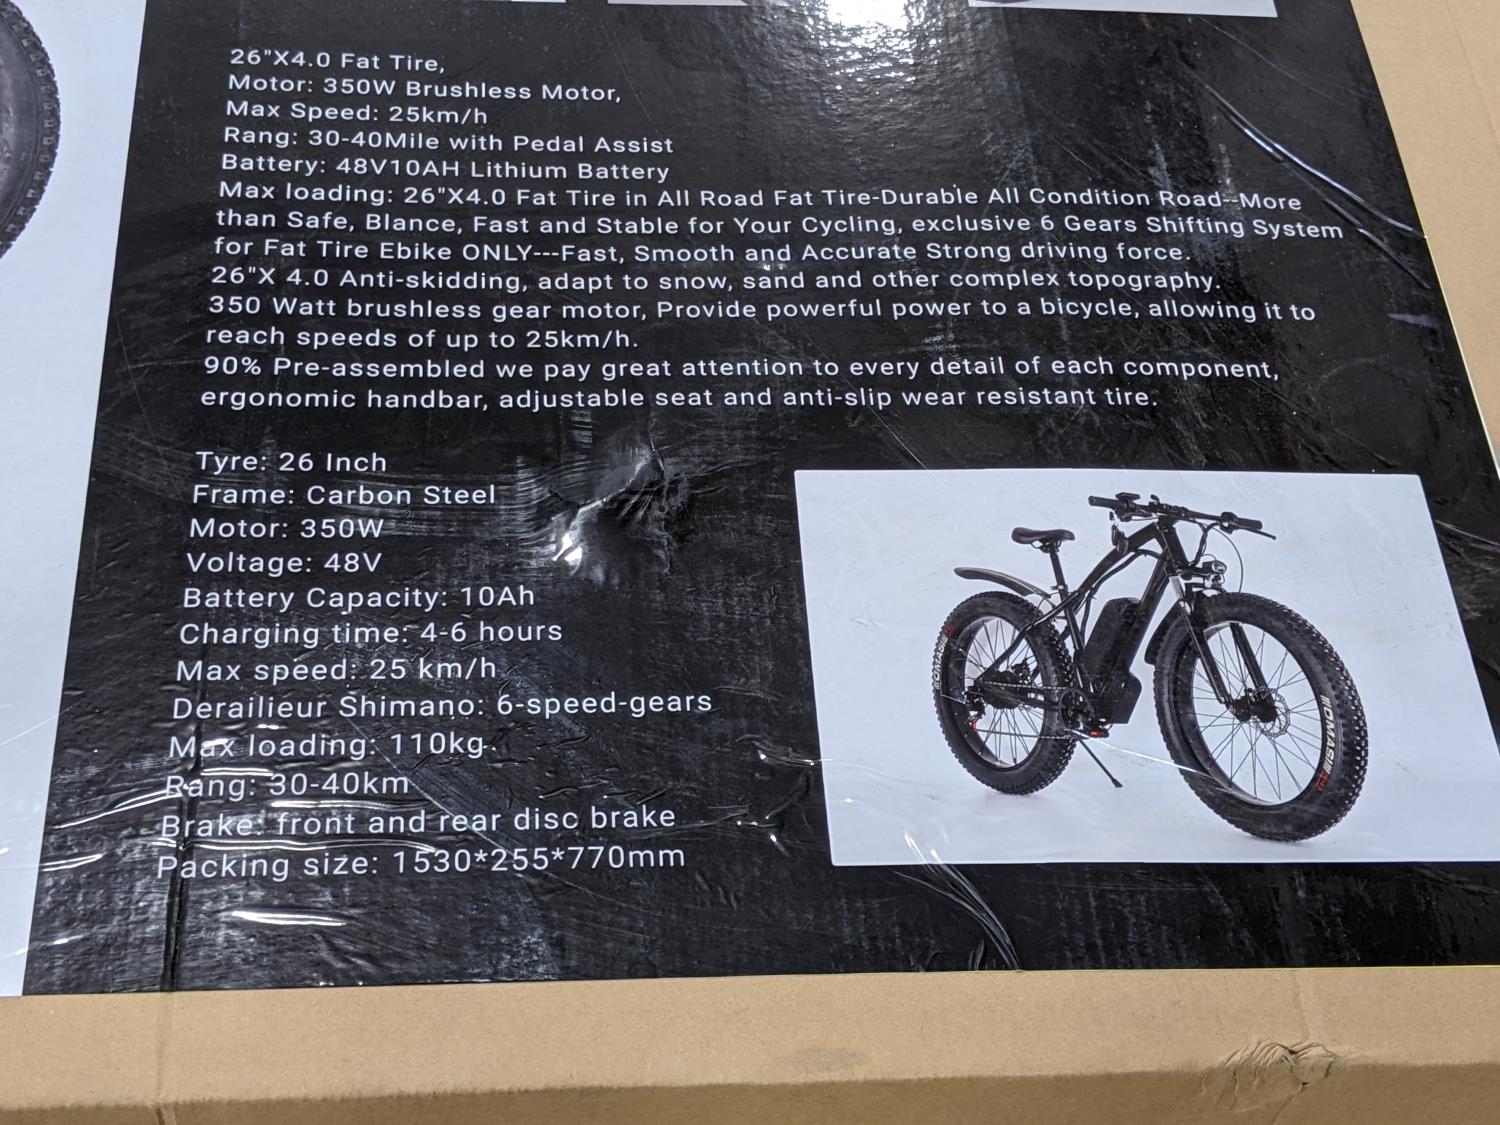 26"X4.0 Fat Tire,
Motor: 350W Brushless Motor,
Max Speed: 25km/h
Rang: 30-40Mile with Pedal Assist
Battery: 48V10AH Lithium Battery
Max loading: 26"X4.0 Fat Tire in All Road Fat Tire-Durable All Condition Road--More
than Safe, Blance, Fast and Stable for Your Cycling, exclusive 6 Gears Shifting System
for Fat Tire Ebike ONLY---Fast, Smooth and Accurate Strong driving force.
26"X 4.0 Anti-skidding, adapt to snow, sand and other complex topography.
350 Watt brushless gear motor, Provide powerful power to a bicycle, allowing it to
reach speeds of up to 25km/h.
90% Pre-assembled we pay great attention to every detail of each component,
ergonomic handbar, adjustable seat and anti-slip wear resistant tire.
Tyre: 26 Inch
Frame: Carbon Steel
Motor: 350W
Voltage: 48V
Battery Capacity: 10Ah
Charging time: 4-6 hours
Max speed: 25 km/h
Derailieur Shimano: 6-speed-gears
Max loading: 110kg
Rang: 30-40km
Brake: front and rear disc brake
Packing size: 1530*255*770mm